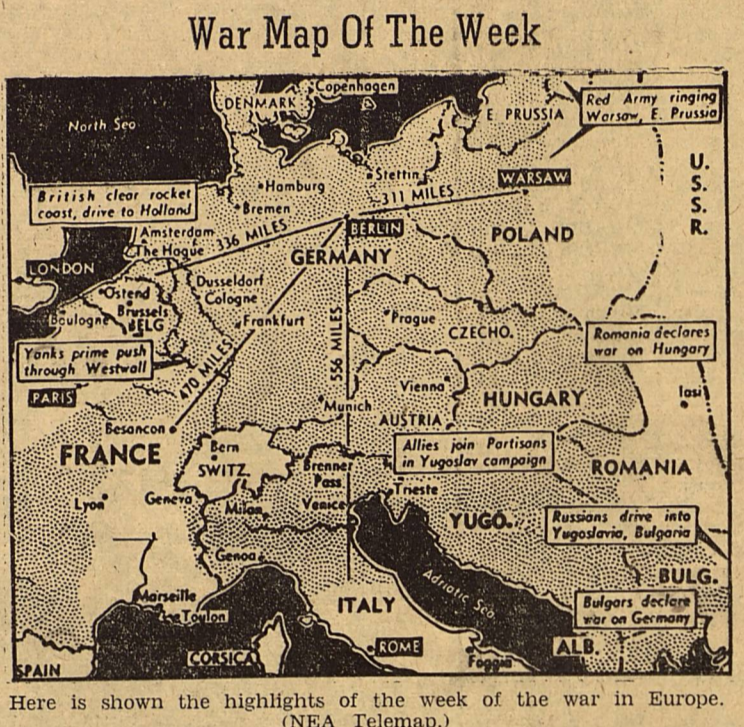 War Map Of The Week
Copenhagen
DENMARK
North Sea
E PRUSSIA
Red Army ringing
Warsaw, E. Prussia
U.
S.
S.
R.
Stettin
WARSAW
Hamburg
311 MILES
British clear rocket
coast, drive to Holland
Bremen
BERLIN
Amsterdam
The Hague
336 MILES
POLAND
GERMANY
LONDON
Dusseldorf
Cologne
Ostend
Brussels
BELG
Boulogne
Frankfurt
556 MILES
Prague
CZECHO.
Romania declares
war on Hungary
Yanks prime push
through Westwall
470 MILES
PARIS
Vienna
HUNGARY
Iasi
Munich
AUSTRIA
Besancon
FRANCE
Bern
SWITZ.
Allies join Partisans
in Yugoslav campaign
ROMANIA
Brenner
Pass
Trieste
Lyon
Geneva
Milan
Venice
YUGO.
Russians drive into
Yugoslavia, Bulgaria
Genoa
Adriatic Sea
BULG.
Marseille
Toulon
ITALY
Bulgars declare
war on Germany
CORSICA
ROME
Foggia
ALB.
SPAIN
Here is shown the highlights of the week of the war in Europe.
(NEA Telemap.)